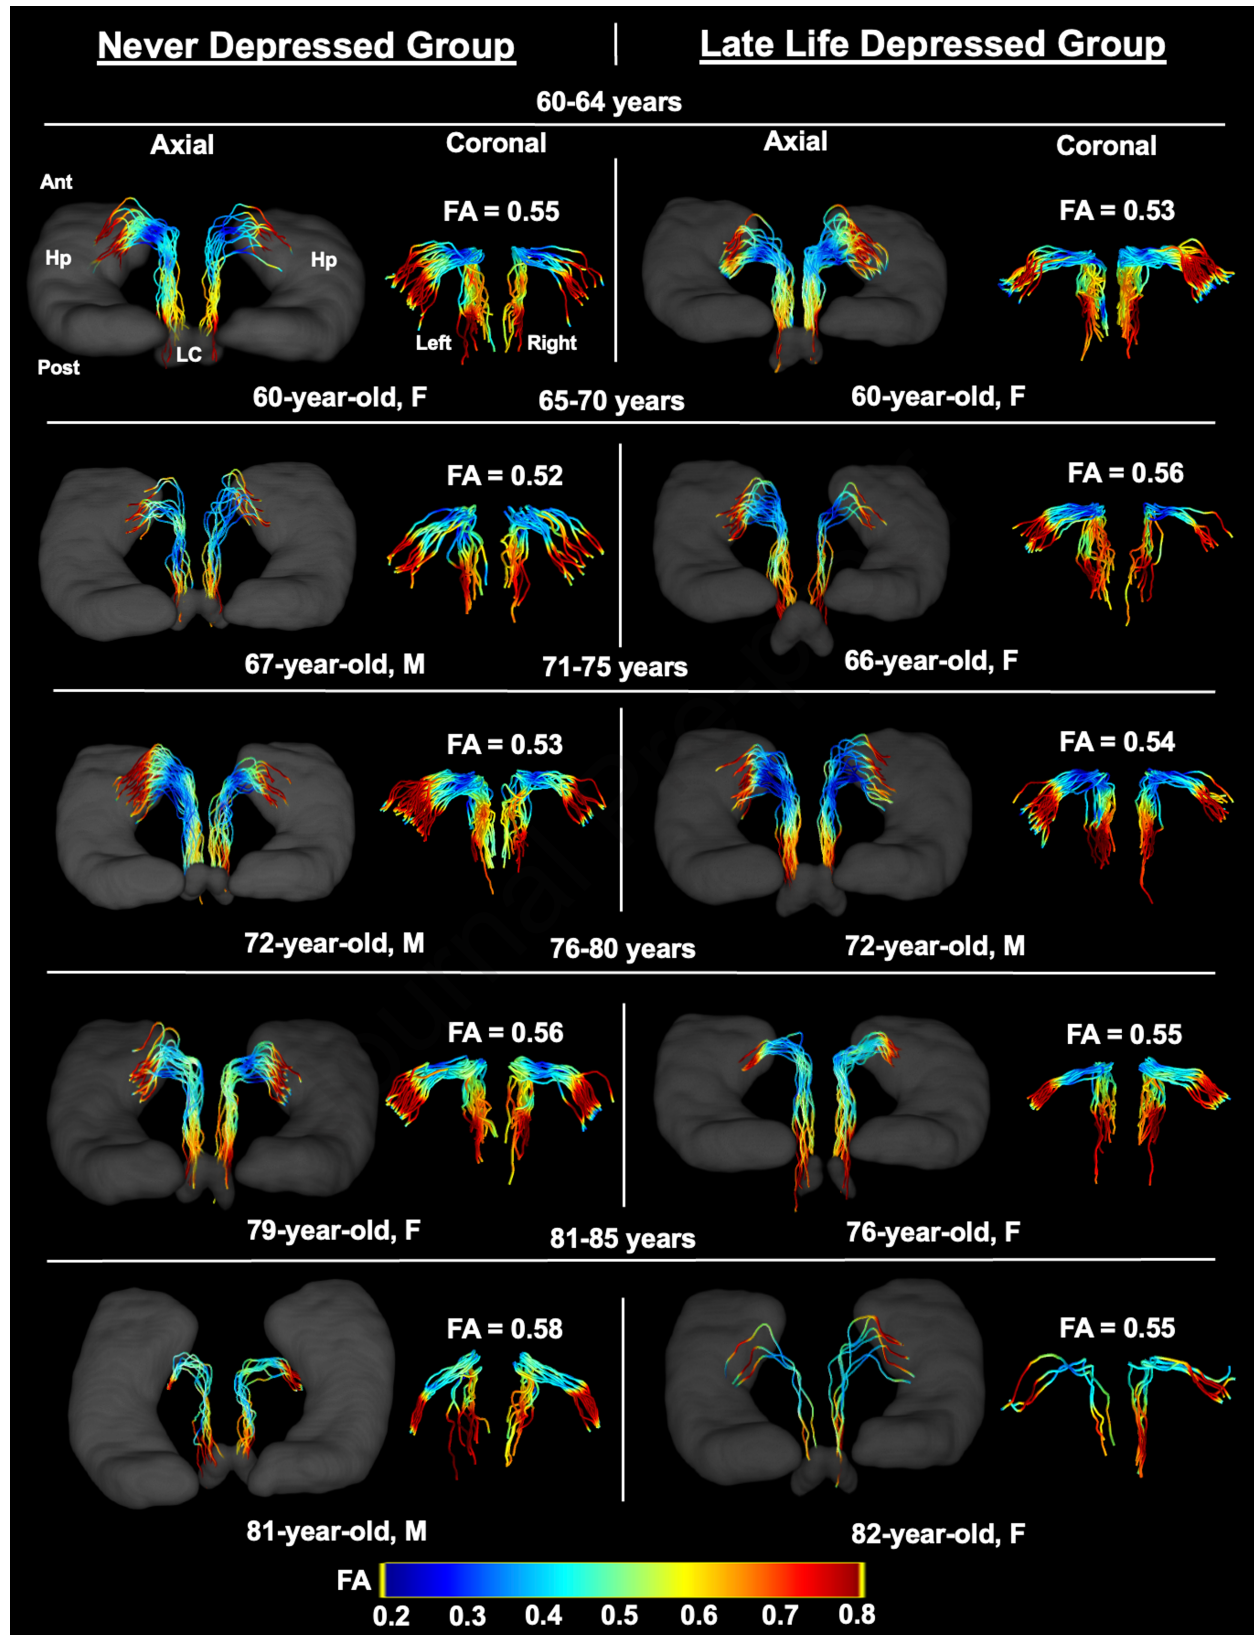 Never Depressed Group
Late Life Depressed Group
60-64 years
Axial
Coronal
Axial
Coronal
Ant
Hp
Hp
LC
Post
FA = 0.55
Left
Right
FA = 0.53
60-year-old, F
65-70 years
60-year-old, F
FA = 0.52
FA = 0.56
67-year-old, M
71-75 years
66-year-old, F
FA = 0.53
FA = 0.54
72-year-old, M
76-80 years
72-year-old, M
FA = 0.56
FA = 0.55
79-year-old, F
81-85 years
76-year-old, F
FA = 0.58
FA = 0.55
81-year-old, M
82-year-old, F
FA
0.2 0.3 0.4 0.5 0.6 0.7 0.8